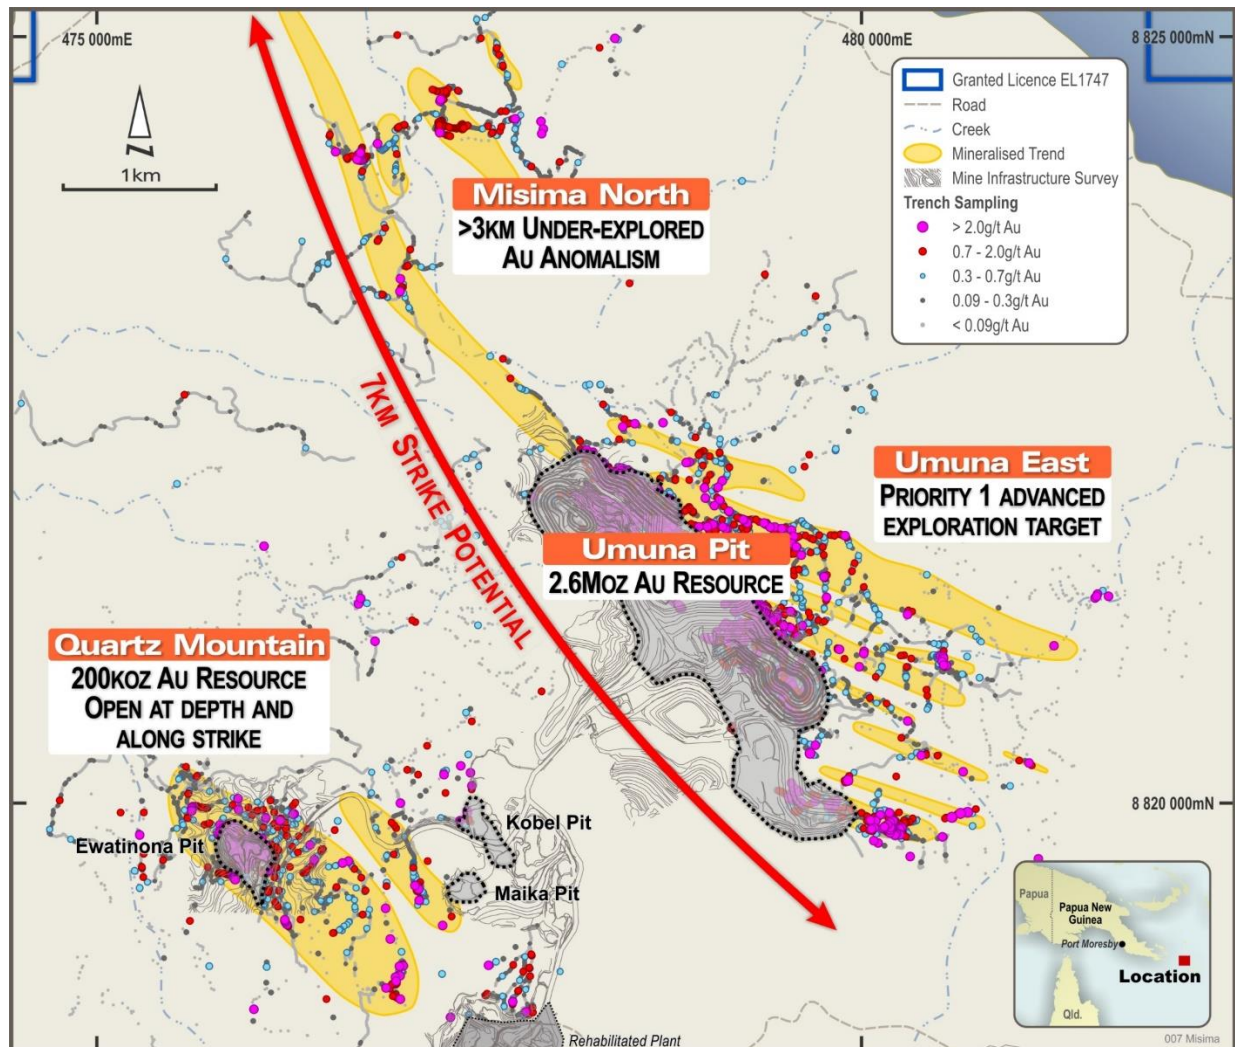 475 000mE
480 000mE
8 825 000mN
N
1km
Granted Licence EL1747
Road
Creek
Mineralised Trend
Mine Infrastructure Survey
Trench Sampling
> 2.0g/t Au
0.7 - 2.0g/t Au
0.3 - 0.7g/t Au
0.09 - 0.3g/t Au
< 0.09g/t Au
Misima North
>3KM UNDER-EXPLORED
AU ANOMALISM
7KM STRIKE POTENTIAL
Umuna East
PRIORITY 1 ADVANCED
EXPLORATION TARGET
Umuna Pit
2.6MOZ AU RESOURCE
Quartz Mountain
200KOZ AU RESOURCE
OPEN AT DEPTH AND
ALONG STRIKE
8 820 000mN
Kobel Pit
Ewatinona Pit
Maika Pit
Papua
Papua New
Guinea
Port Moresby
Location
Qld.
Rehabilitated Plant
007 Misima